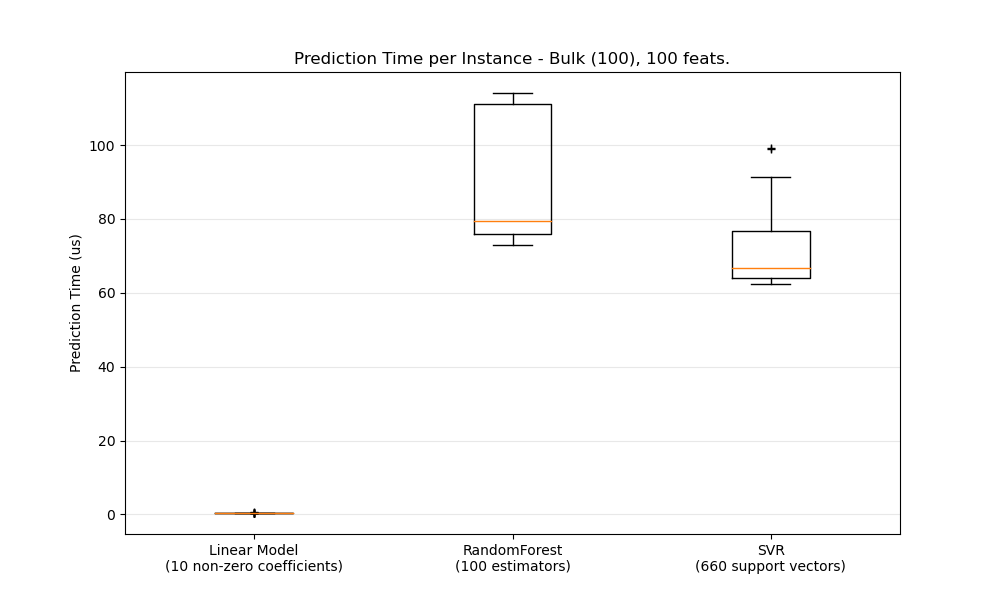 Prediction Time per Instance - Bulk (100), 100 feats.
Prediction Time (us)
100
80
60
40
20
0
Linear Model
(10 non-zero coefficients)
RandomForest
(100 estimators)
SVR
(660 support vectors)